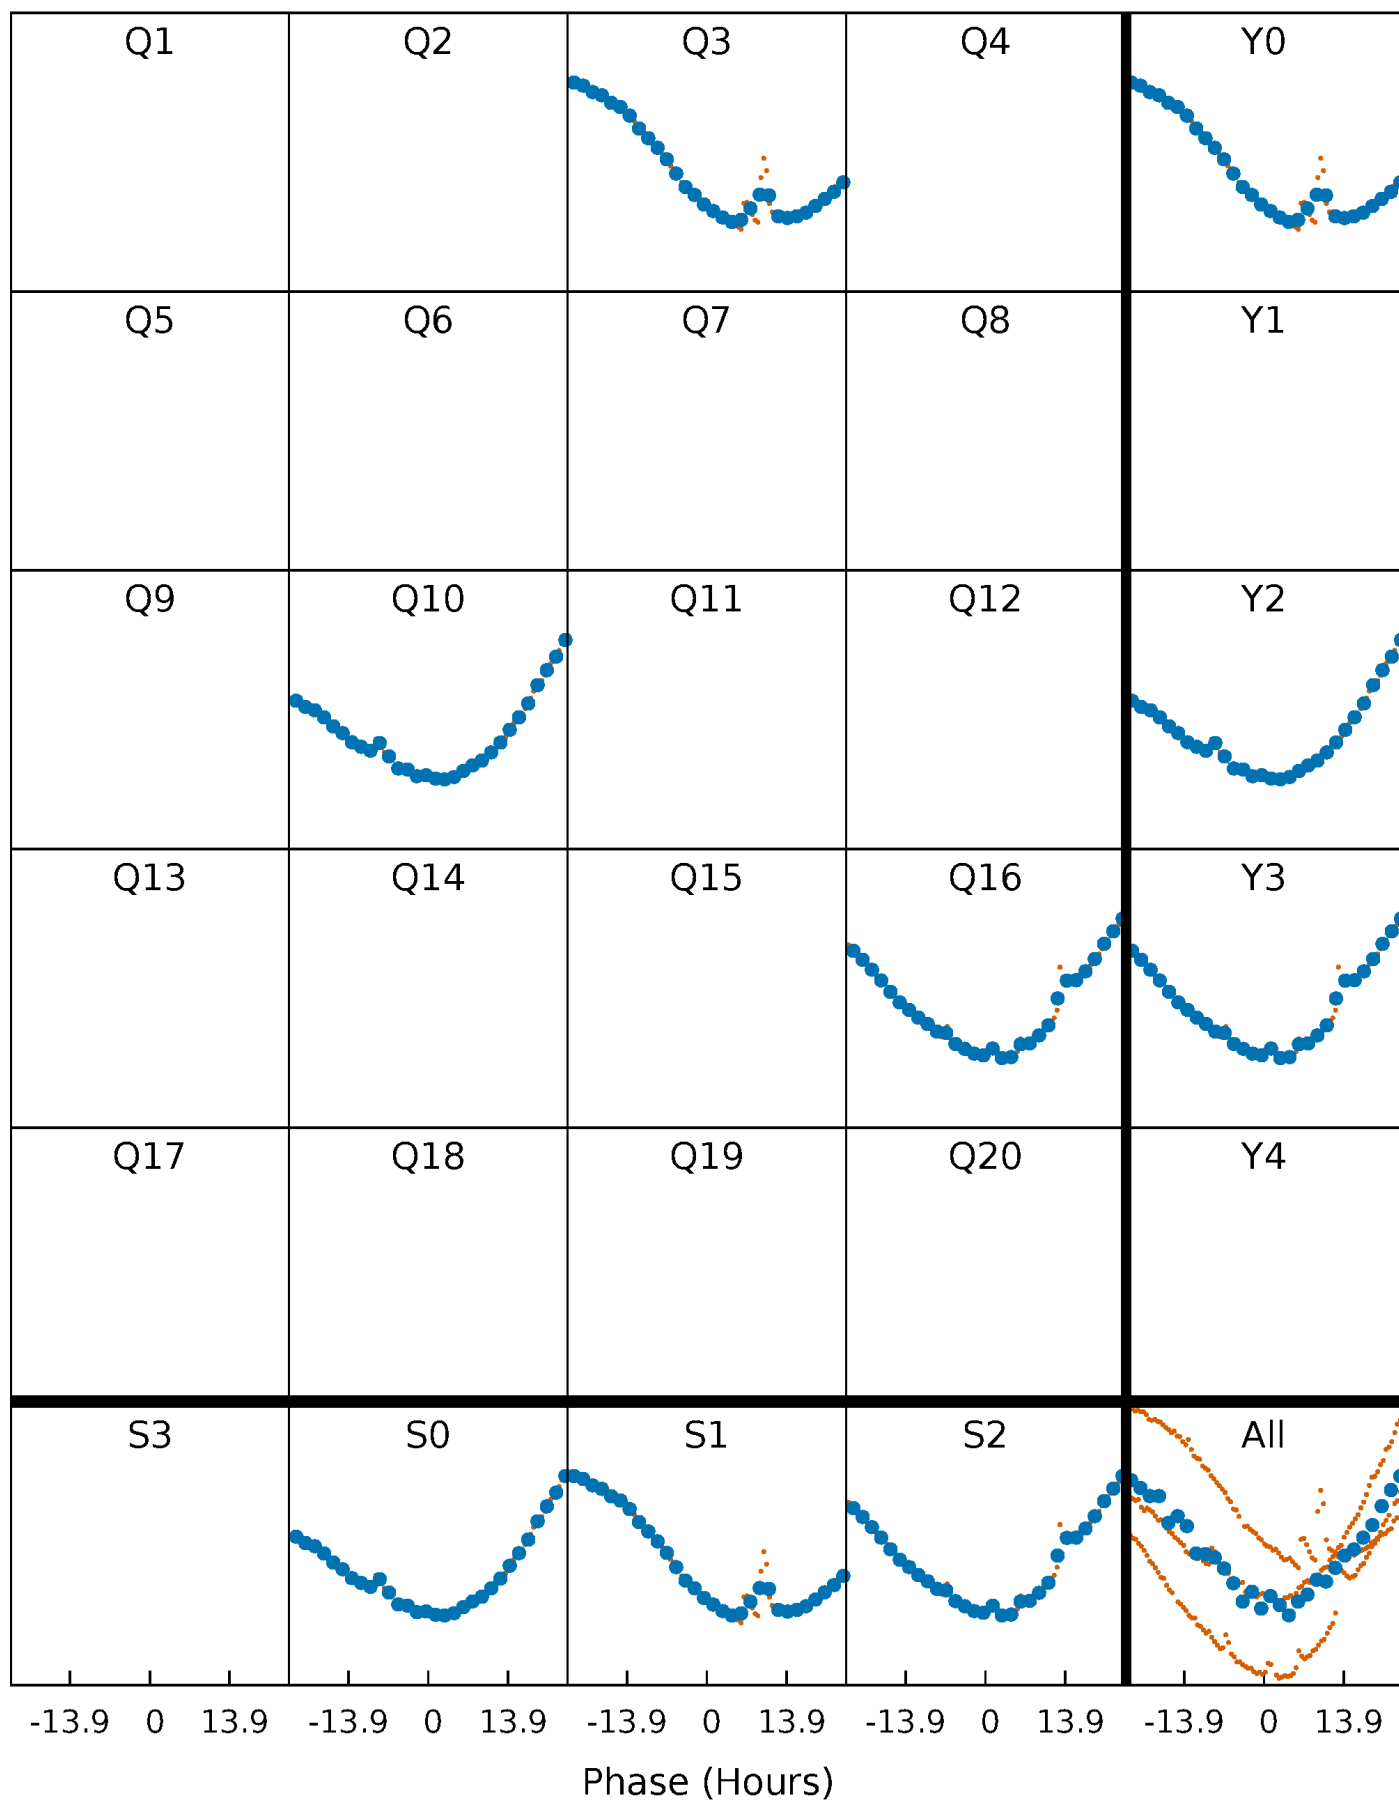 Q1 Q2 Q3 Q4 Y0
Q5 Q6 Q7 Q8 Y1
Q9 Q10 Q11 Q12 Y2
Q13 Q14 Q15 Q16 Y3
Q17 Q18 Q19 Q20 Y4
S3 S0 S1 S2 All
-13.9 0 13.9 -13.9 0 13.9 -13.9 0 13.9 -13.9 0 13.9 -13.9 0 13.9
Phase (Hours)